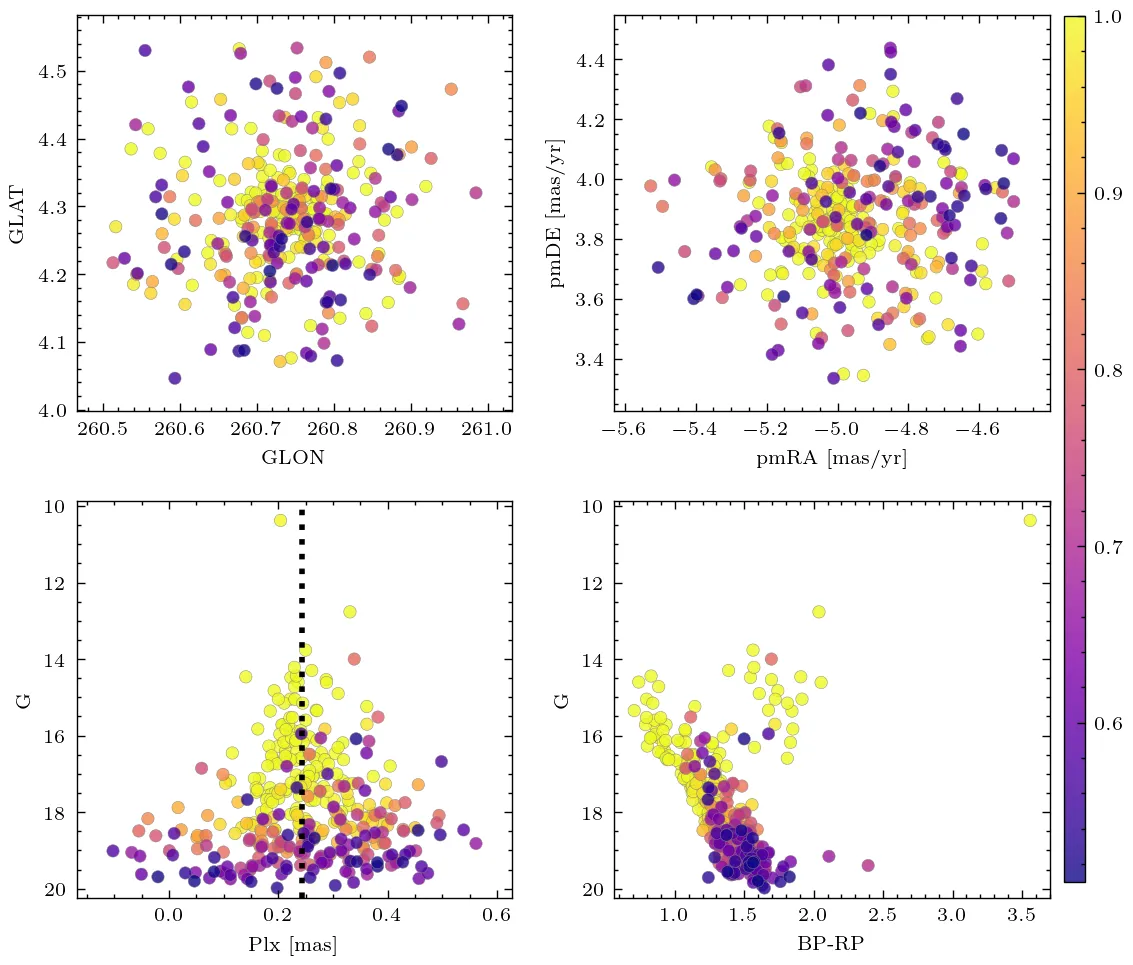 4.5
4.4
4.3
4.2
4.1
4.0
GLAT
260.5 260.6 260.7 260.8 260.9 261.0
GLON
4.4
4.2
4.0
3.8
3.6
3.4
pmDE [mas/yr]
−5.6 −5.4 −5.2 −5.0 −4.8 −4.6
pmRA [mas/yr]
1.0
0.9
0.8
0.7
0.6
10
12
14
16
18
20
G
0.0 0.2 0.4 0.6
Plx [mas]
10
12
14
16
18
20
G
1.0 1.5 2.0 2.5 3.0 3.5
BP-RP